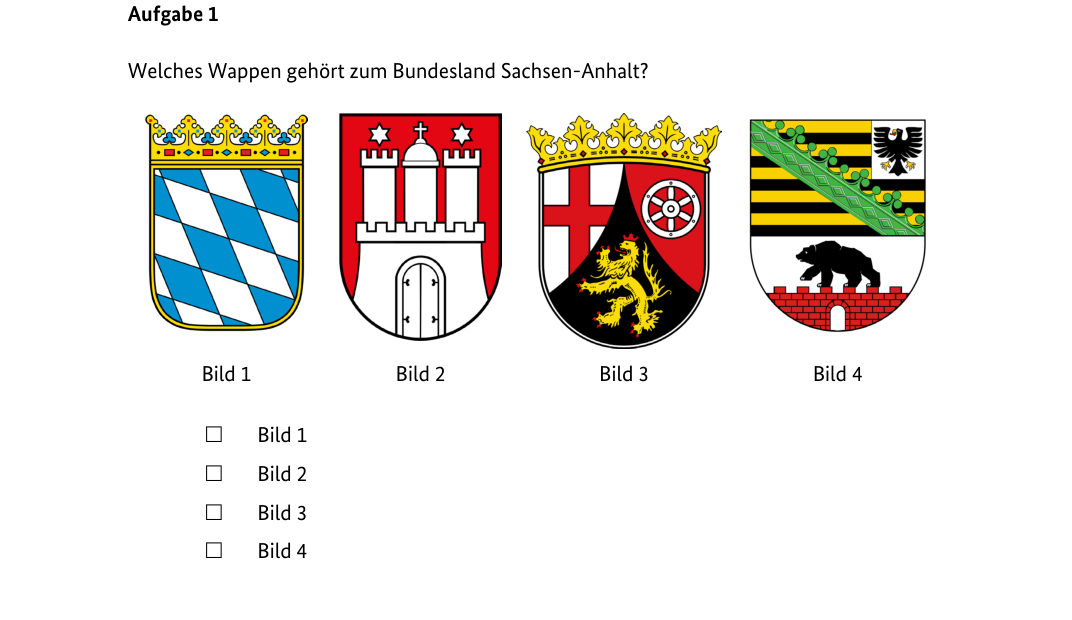 Aufgabe 1
Welches Wappen gehört zum Bundesland Sachsen-Anhalt?
Bild 1 Bild 2 Bild 3 Bild 4
☐ Bild 1
☐ Bild 2
☐ Bild 3
☐ Bild 4